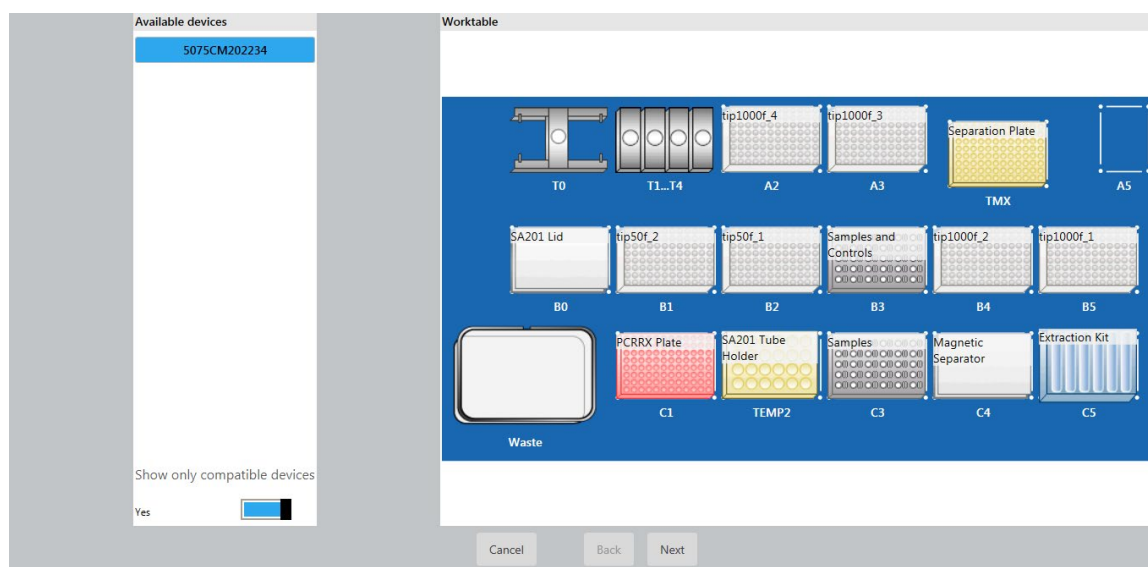 Available devices
Worktable
5075CM202234
tip1000f_4
tip1000f_3
Separation Plate
T0
T1...T4
A2
A3
TMX
A5
SA201 Lid
tip50f_2
tip50f_1
Samples and
Controls
tip1000f_2
tip1000f_1
B0
B1
B2
B3
B4
B5
PCRRX Plate
SA201 Tube
Holder
Samples
Magnetic
Separator
Extraction Kit
C1
TEMP2
C3
C4
C5
Waste
Show only compatible devices
Yes
Cancel
Back
Next